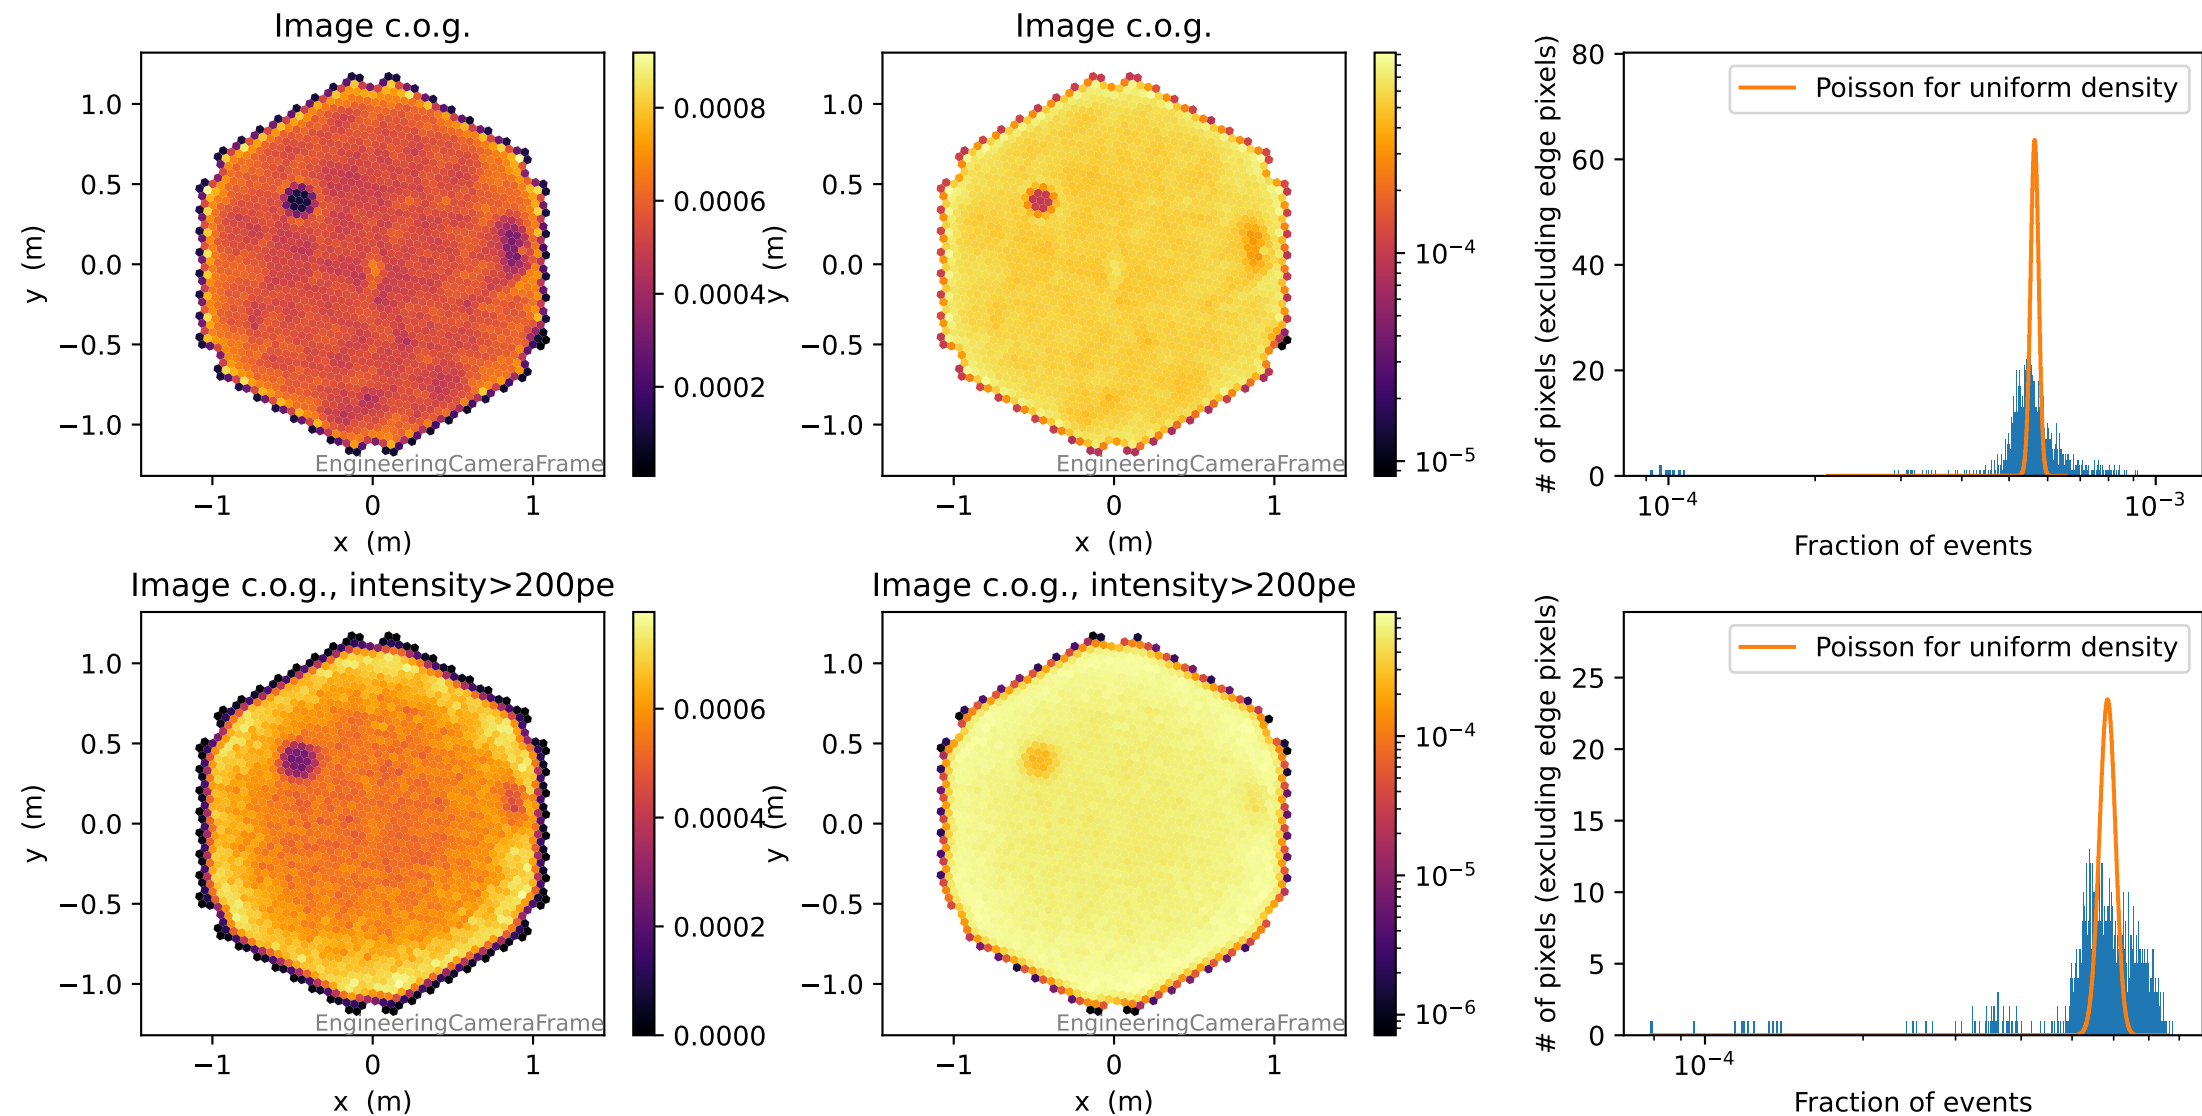 Image c.o.g.
1.0
0.5
0.0
−0.5
−1.0
y (m)
−1
0
1
x (m)
EngineeringCameraFrame
0.0008
0.0006
0.0004
0.0002
Image c.o.g.
1.0
0.5
0.0
−0.5
−1.0
y (m)
−1
0
1
x (m)
EngineeringCameraFrame
10⁻⁴
10⁻⁵
Poisson for uniform density
80
60
40
20
0
# of pixels (excluding edge pixels)
10⁻⁴
10⁻³
Fraction of events
Image c.o.g., intensity>200pe
1.0
0.5
0.0
−0.5
−1.0
y (m)
−1
0
1
x (m)
EngineeringCameraFrame
0.0006
0.0004
0.0002
0.0000
Image c.o.g., intensity>200pe
1.0
0.5
0.0
−0.5
−1.0
y (m)
−1
0
1
x (m)
EngineeringCameraFrame
10⁻⁴
10⁻⁵
10⁻⁶
Poisson for uniform density
25
20
15
10
5
0
# of pixels (excluding edge pixels)
10⁻⁴
Fraction of events